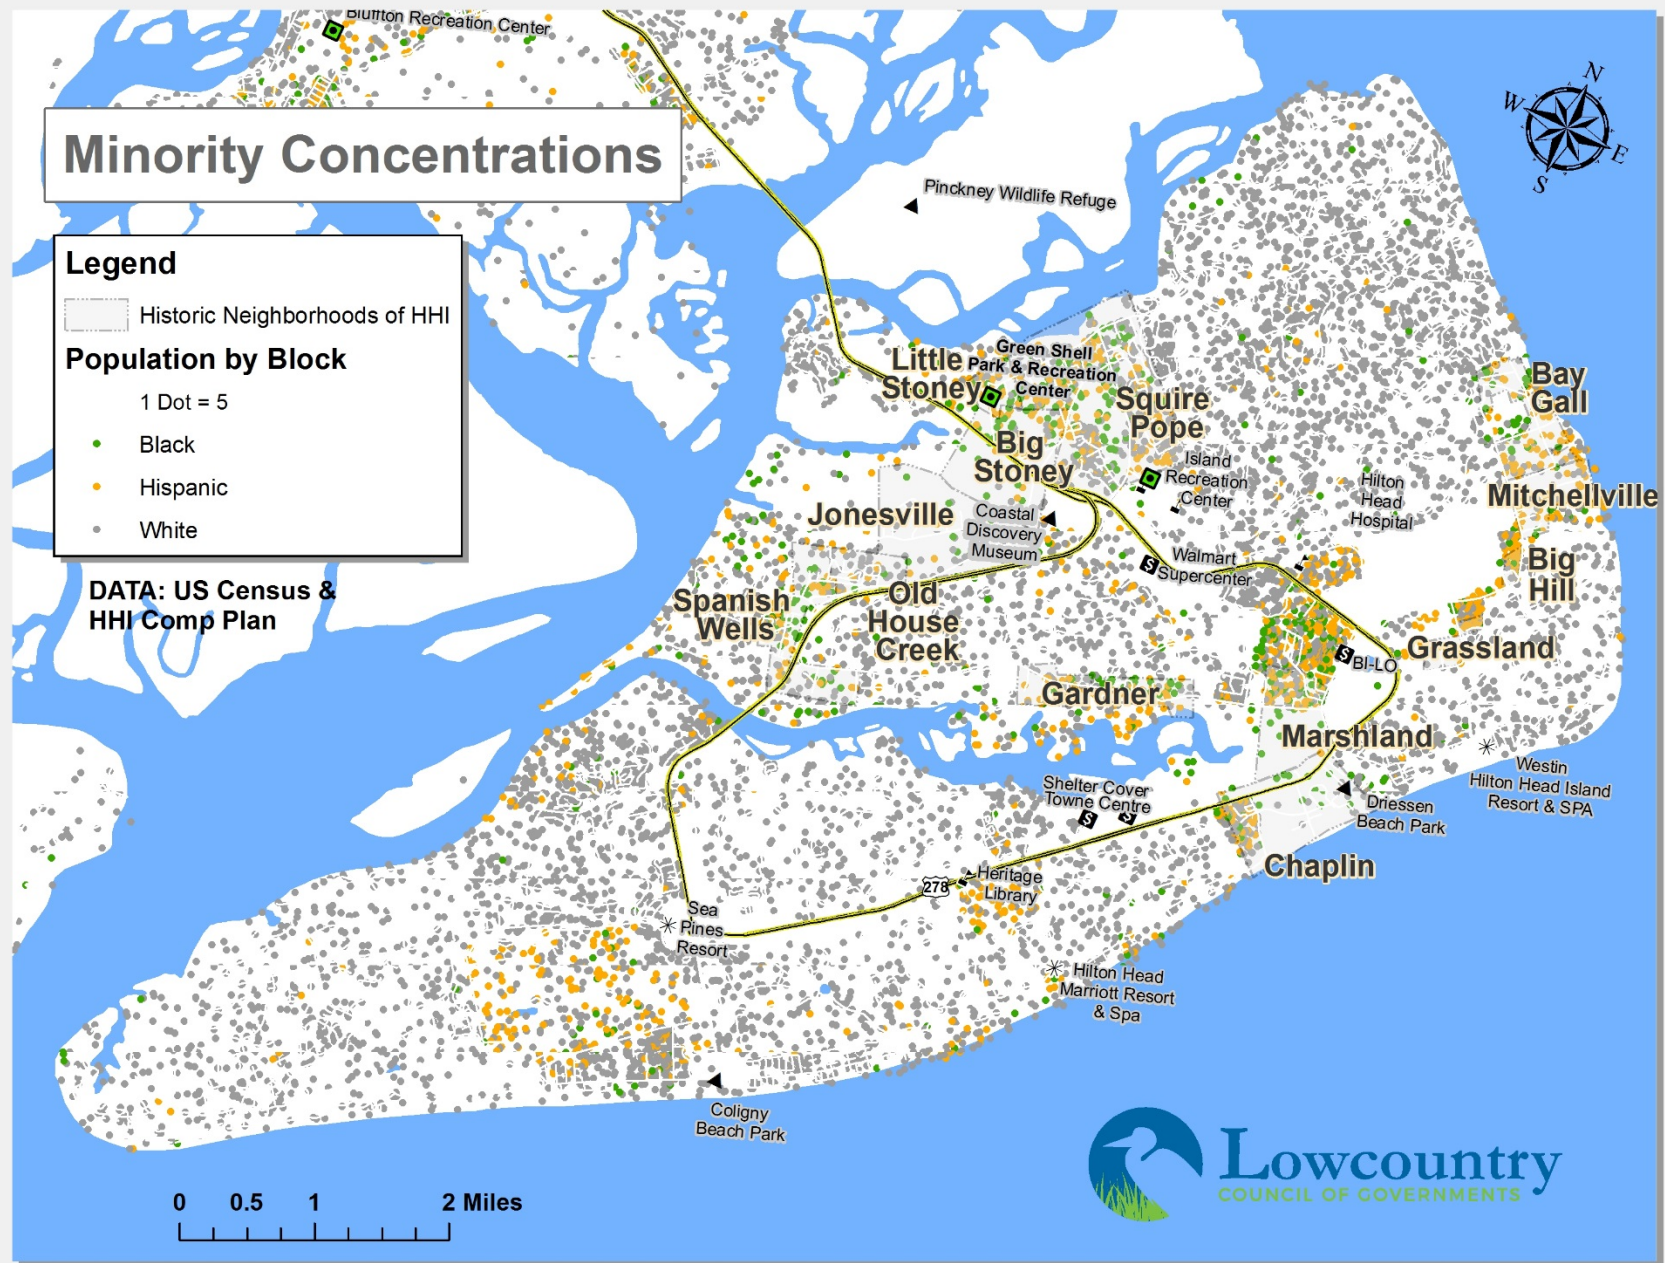 Bluffton Recreation Center
N
W
E
S
Minority Concentrations
Pinckney Wildlife Refuge
Legend
Historic Neighborhoods of HHI
Population by Block
1 Dot = 5
Black
Hispanic
White
DATA: US Census &
HHI Comp Plan
Little
Stoney
Green Shell
Park & Recreation
Center
Squire
Pope
Bay
Gall
Big
Stoney
Island
Recreation
Center
Hilton
Head
Hospital
Mitchellville
Jonesville
Coastal
Discovery
Museum
S
Walmart
Supercenter
Big
Hill
Spanish
Wells
Old
House
Creek
S
BI-LO
Grassland
Gardner
Marshland
Westin
Hilton Head Island
Resort & SPA
Shelter Cover
Towne Centre
S
S
Driessen
Beach Park
Chaplin
278
Heritage
Library
Sea
Pines
Resort
Hilton Head
Marriott Resort
& Spa
Coligny
Beach Park
0 0.5 1 2 Miles
Lowcountry
COUNCIL OF GOVERNMENTS